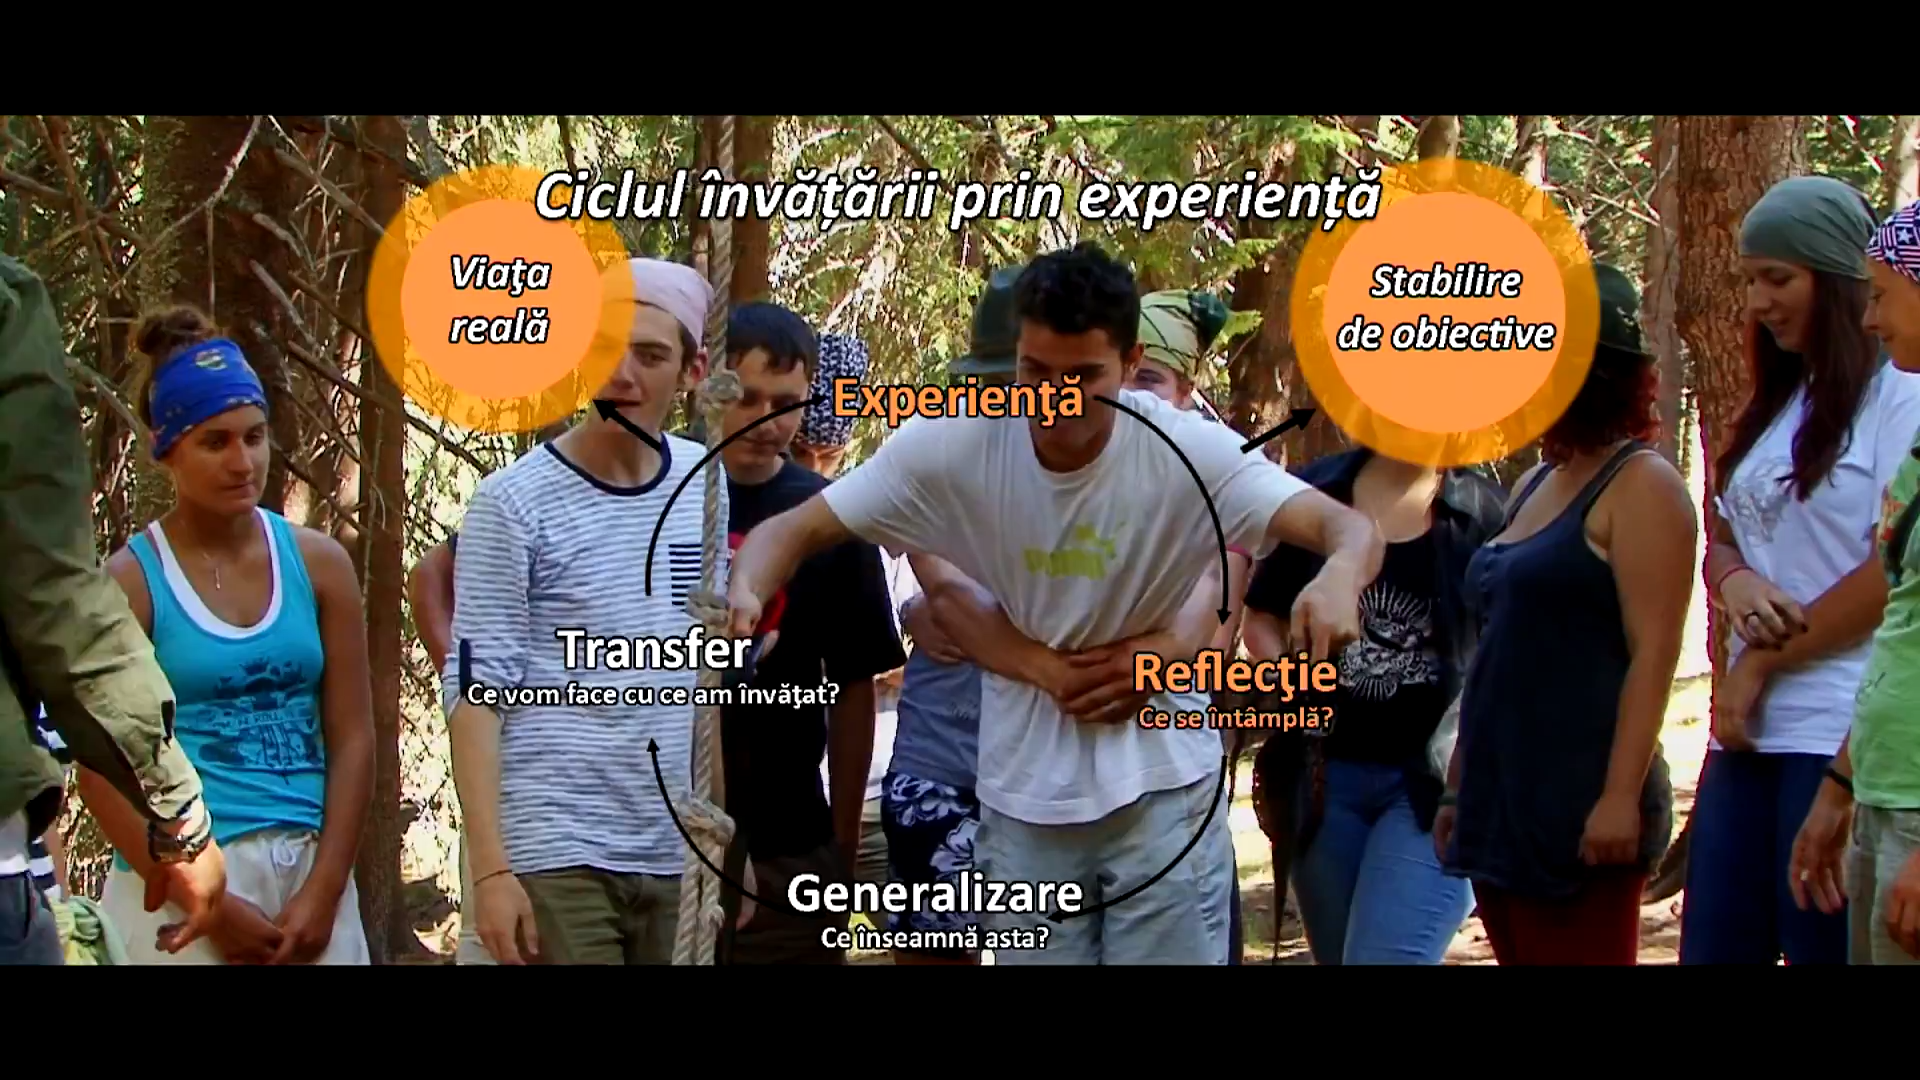 Ciclul învățării prin experiență
Viaţa
reală
Stabilire
de obiective
Experienţă
Transfer
Ce vom face cu ce am învăţat?
Reflecţie
Ce se întâmplă?
Generalizare
Ce înseamnă asta?